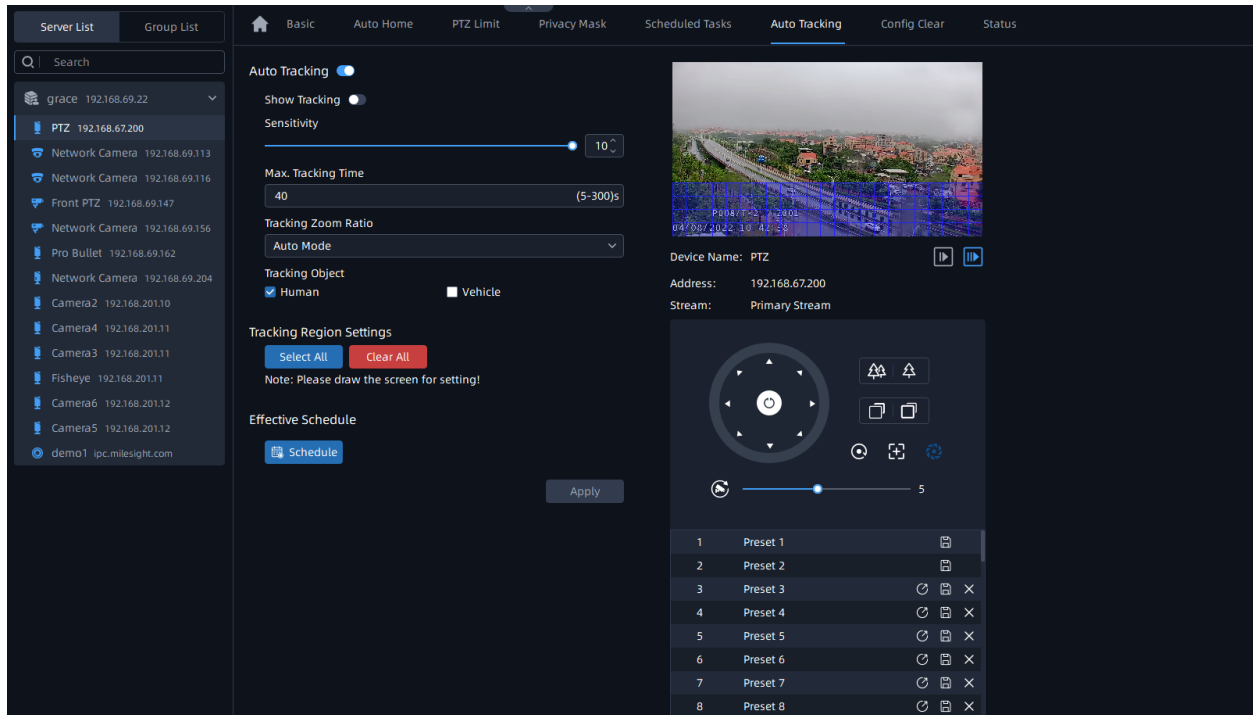 Server List
Group List
Search
grace 192.168.69.22
PTZ 192.168.67.200
Network Camera 192.168.69.113
Network Camera 192.168.69.116
Front PTZ 192.168.69.147
Network Camera 192.168.69.156
Pro Bullet 192.168.69.162
Network Camera 192.168.69.204
Camera2 192.168.201.10
Camera4 192.168.201.11
Camera3 192.168.201.11
Fisheye 192.168.201.11
Camera6 192.168.201.12
Camera5 192.168.201.12
demo1 ipc.milesight.com
Basic
Auto Home
PTZ Limit
Privacy Mask
Scheduled Tasks
Auto Tracking
Config Clear
Status
Auto Tracking
Show Tracking
Sensitivity
10
Max. Tracking Time
40 (5-300)s
Tracking Zoom Ratio
Auto Mode
Tracking Object
Human
Vehicle
Tracking Region Settings
Select All
Clear All
Note: Please draw the screen for setting!
Effective Schedule
Schedule
Apply
04/08/2022 10:42:38
Device Name: PTZ
Address: 192.168.67.200
Stream: Primary Stream
5
1 Preset 1
2 Preset 2
3 Preset 3
4 Preset 4
5 Preset 5
6 Preset 6
7 Preset 7
8 Preset 8